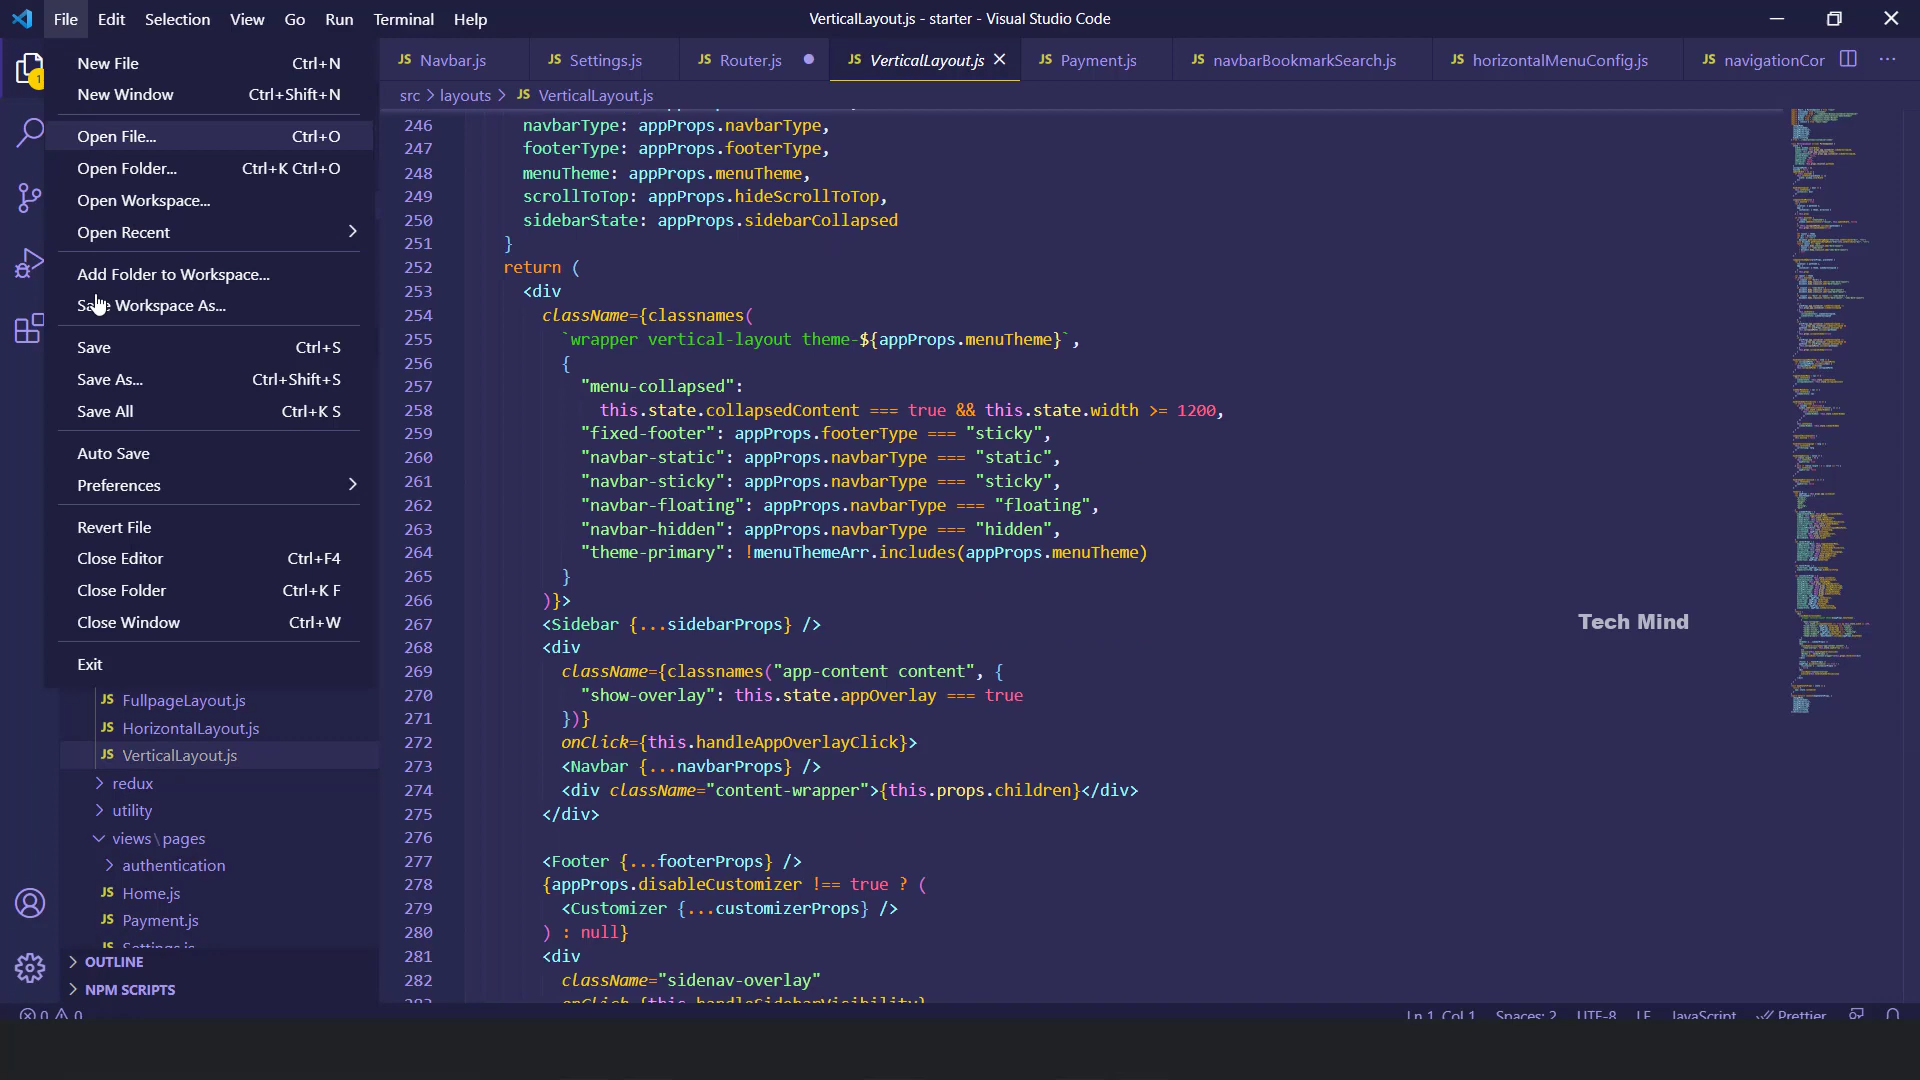 File Edit Selection View Go Run Terminal Help
VerticalLayout.js - starter - Visual Studio Code
New File Ctrl+N
New Window Ctrl+Shift+N
Open File... Ctrl+O
Open Folder... Ctrl+K Ctrl+O
Open Workspace...
Open Recent
Add Folder to Workspace...
Save Workspace As...
Save Ctrl+S
Save As... Ctrl+Shift+S
Save All Ctrl+K S
Auto Save
Preferences
Revert File
Close Editor Ctrl+F4
Close Folder Ctrl+K F
Close Window Ctrl+W
Exit
1
JS FullpageLayout.js
JS HorizontalLayout.js
JS VerticalLayout.js
redux
utility
views\pages
authentication
JS Home.js
JS Payment.js
JS Settings.js
OUTLINE
NPM SCRIPTS
JS Navbar.js JS Settings.js JS Router.js JS VerticalLayout.js JS Payment.js JS navbarBookmarkSearch.js JS horizontalMenuConfig.js JS navigationCor
src > layouts > JS VerticalLayout.js
246 navbarType: appProps.navbarType,
247 footerType: appProps.footerType,
248 menuTheme: appProps.menuTheme,
249 scrollToTop: appProps.hideScrollToTop,
250 sidebarState: appProps.sidebarCollapsed
251 }
252 return (
253 <div
254 className={classnames(
255 `wrapper vertical-layout theme-${appProps.menuTheme}`,
256 {
257 "menu-collapsed":
258 this.state.collapsedContent === true && this.state.width >= 1200,
259 "fixed-footer": appProps.footerType === "sticky",
260 "navbar-static": appProps.navbarType === "static",
261 "navbar-sticky": appProps.navbarType === "sticky",
262 "navbar-floating": appProps.navbarType === "floating",
263 "navbar-hidden": appProps.navbarType === "hidden",
264 "theme-primary": !menuThemeArr.includes(appProps.menuTheme)
265 }
266 )}>
267 <Sidebar {...sidebarProps} />
268 <div
269 className={classnames("app-content content", {
270 "show-overlay": this.state.appOverlay === true
271 })}
272 onClick={this.handleAppOverlayClick}>
273 <Navbar {...navbarProps} />
274 <div className="content-wrapper">{this.props.children}</div>
275 </div>
276
277 <Footer {...footerProps} />
278 {appProps.disableCustomizer !== true ? (
279 <Customizer {...customizerProps} />
280 ) : null}
281 <div
282 className="sidenav-overlay"
283 onClick={this.handleSidebarVisibility}
Tech Mind
0 0 Ln 1, Col 1 Spaces: 2 UTF-8 LF JavaScript Prettier